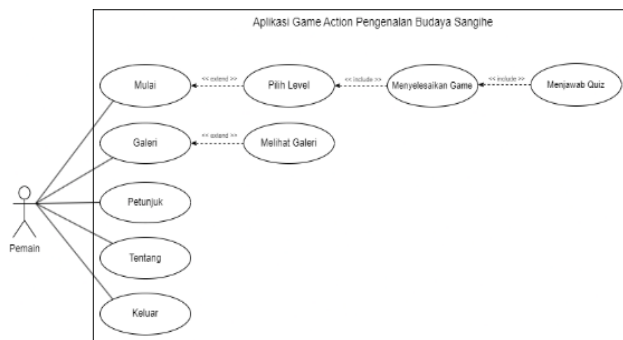 Aplikasi Game Action Pengenalan Budaya Sangihe
Mulai
<< extend >>
Pilih Level
<< include >>
Menyelesaikan Game
<< include >>
Menjawab Quiz
Galeri
<< extend >>
Melihat Galeri
Petunjuk
Tentang
Keluar
Pemain